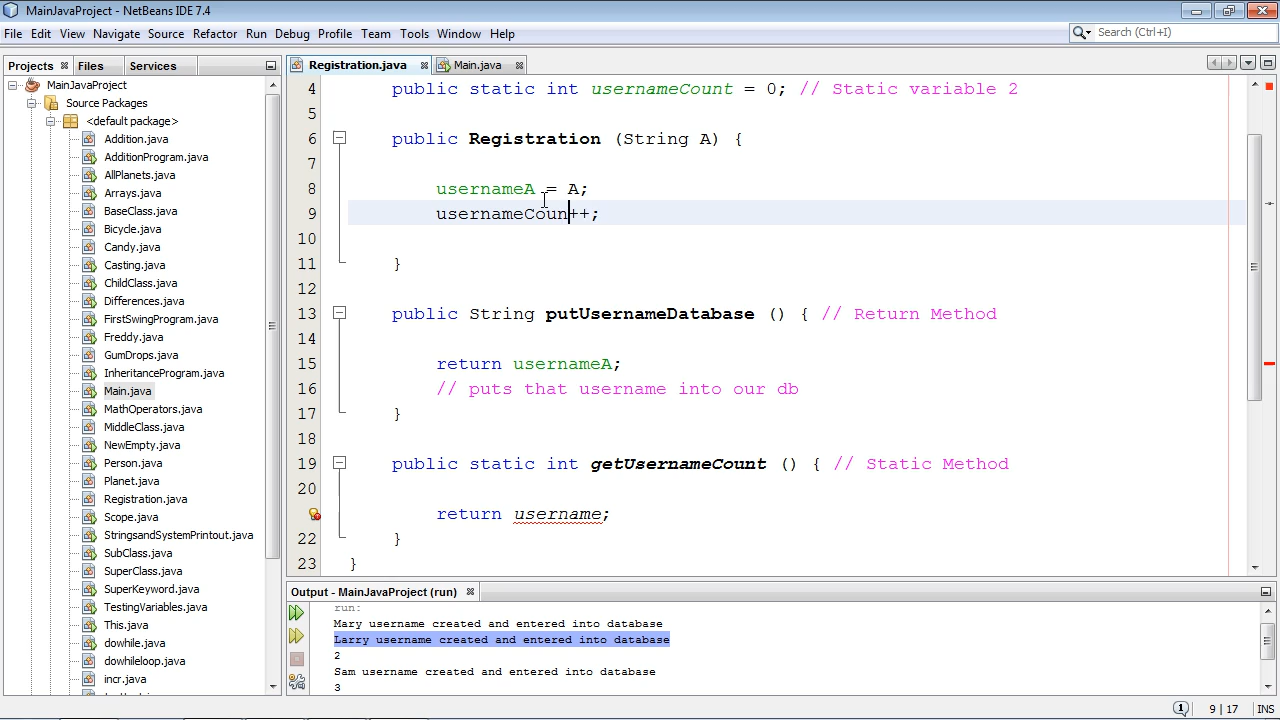 MainJavaProject - NetBeans IDE 7.4
File Edit View Navigate Source Refactor Run Debug Profile Team Tools Window Help
Search (Ctrl+I)
Projects Files Services
MainJavaProject
Source Packages
<default package>
Addition.java
AdditionProgram.java
AllPlanets.java
Arrays.java
BaseClass.java
Bicycle.java
Candy.java
Casting.java
ChildClass.java
Differences.java
FirstSwingProgram.java
Freddy.java
GumDrops.java
InheritanceProgram.java
Main.java
MathOperators.java
MiddleClass.java
NewEmpty.java
Person.java
Planet.java
Registration.java
Scope.java
StringsandSystemPrintout.java
SubClass.java
SuperClass.java
SuperKeyword.java
TestingVariables.java
This.java
dowhile.java
dowhileloop.java
incr.java
Registration.java Main.java
4 public static int usernameCount = 0; // Static variable 2
5
6 public Registration (String A) {
7
8 usernameA = A;
9 usernameCoun++;
10
11 }
12
13 public String putUsernameDatabase () { // Return Method
14
15 return usernameA;
16 // puts that username into our db
17 }
18
19 public static int getUsernameCount () { // Static Method
20
return username;
22 }
23 }
Output - MainJavaProject (run)
run:
Mary username created and entered into database
Larry username created and entered into database
2
Sam username created and entered into database
3
1 9 | 17 INS